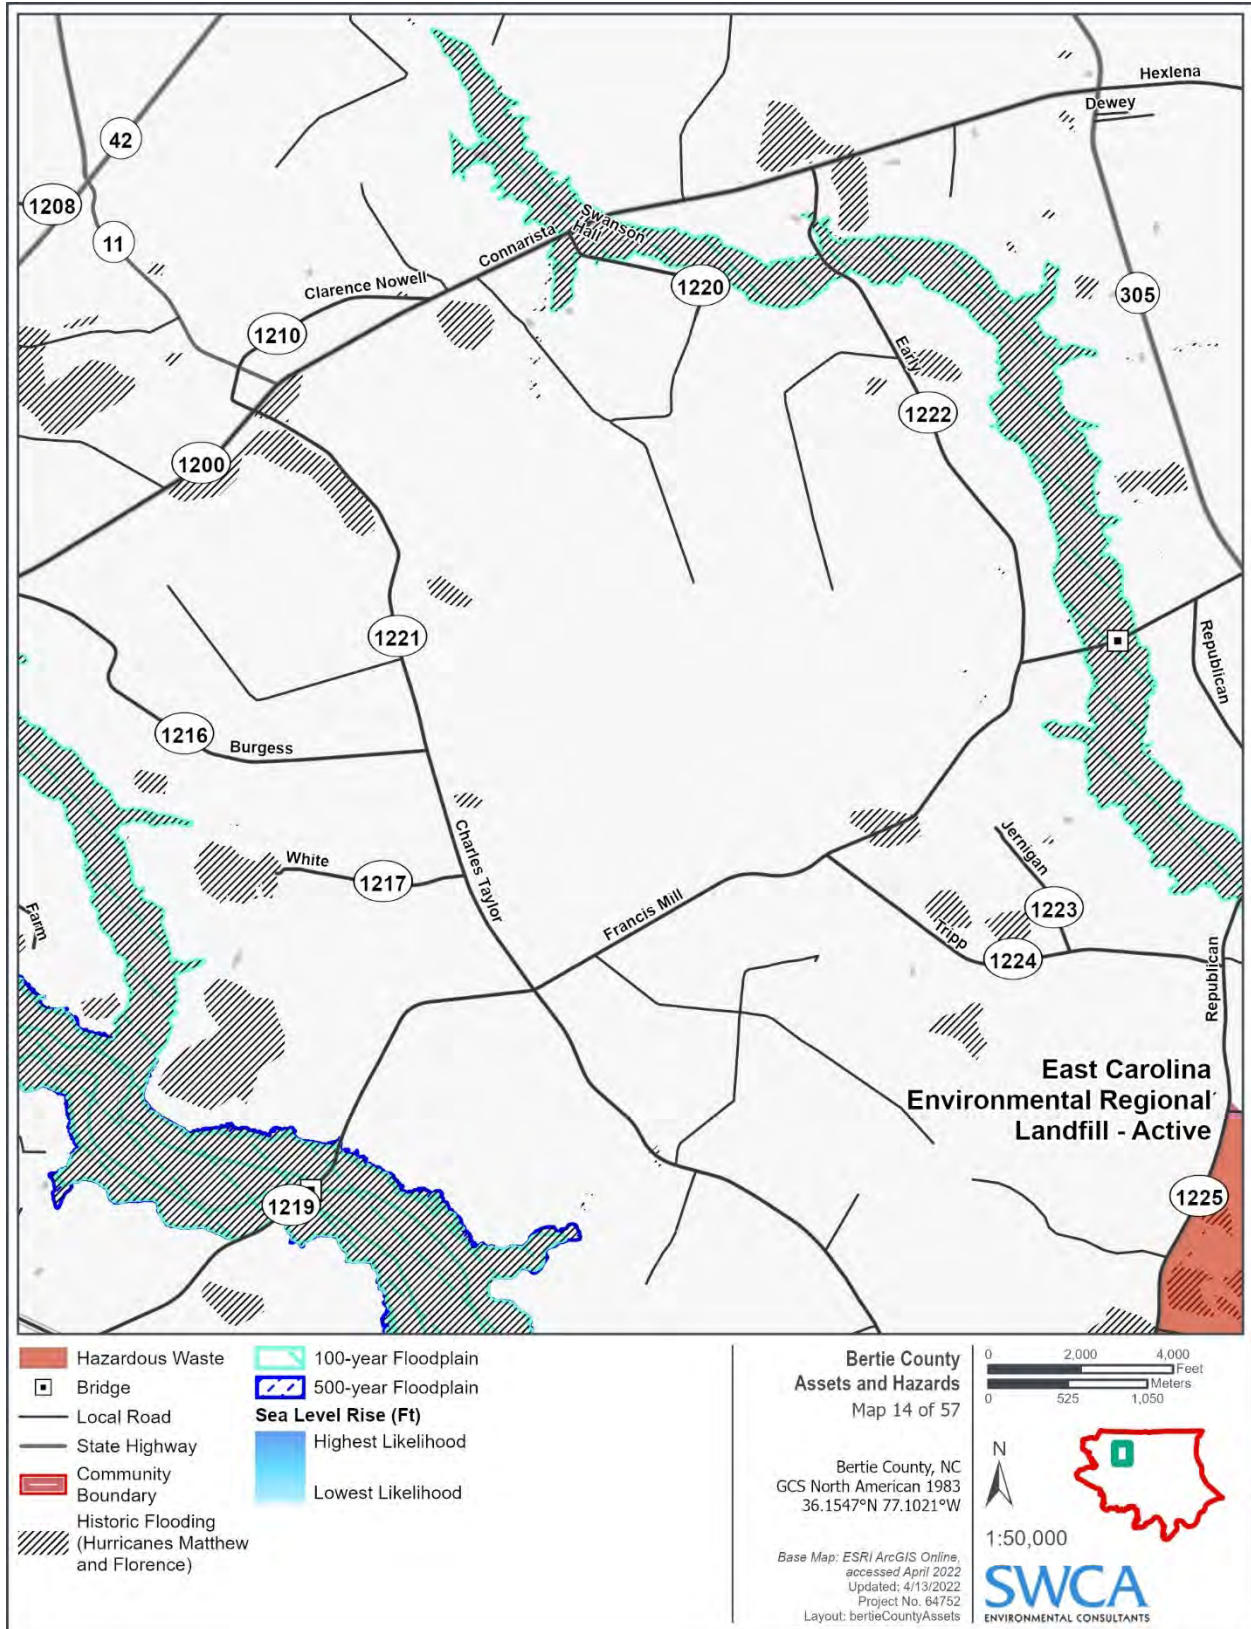 Hexlena
Dewey
42
1208
11
Swanson
Hall
Connarista
Clarence Nowell
1220
305
1210
Early
1222
1200
1221
Republican
1216
Burgess
Charles Taylor
Jernigan
White
1217
Francis Mill
1223
Farm
Tripp
1224
Republican
East Carolina
Environmental Regional
Landfill - Active
1225
1219
Hazardous Waste
Bridge
Local Road
State Highway
Community
Boundary
Historic Flooding
(Hurricanes Matthew
and Florence)
100-year Floodplain
500-year Floodplain
Sea Level Rise (Ft)
Highest Likelihood
Lowest Likelihood
Bertie County
Assets and Hazards
Map 14 of 57
Bertie County, NC
GCS North American 1983
36.1547°N 77.1021°W
Base Map: ESRI ArcGIS Online,
accessed April 2022
Updated: 4/13/2022
Project No. 64752
Layout: bertieCountyAssets
0 2,000 4,000
Feet
Meters
0 525 1,050
N
1:50,000
SWCA
ENVIRONMENTAL CONSULTANTS